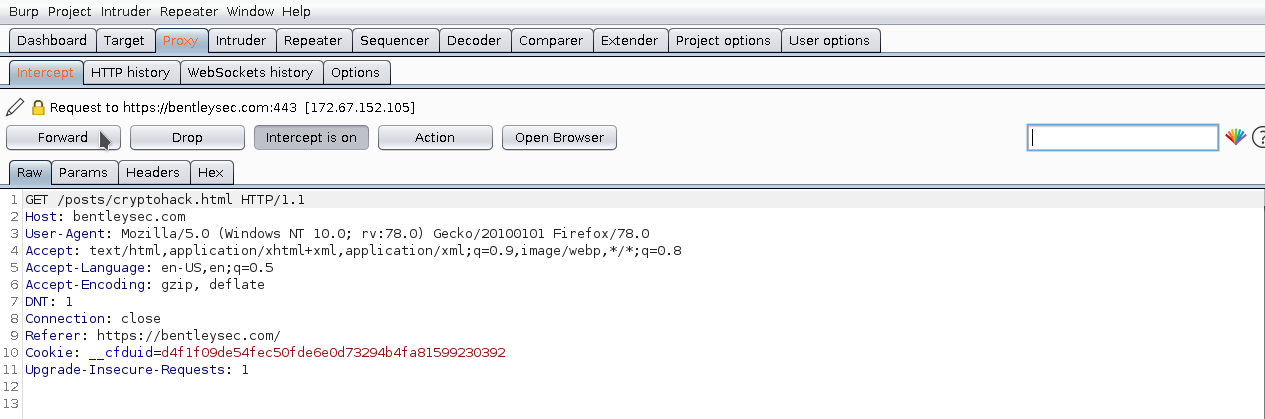 Burp Project Intruder Repeater Window Help
Dashboard Target Proxy Intruder Repeater Sequencer Decoder Comparer Extender Project options User options
Intercept HTTP history WebSockets history Options
Request to https://bentleysec.com:443 [172.67.152.105]
Forward Drop Intercept is on Action Open Browser ?
Raw Params Headers Hex
1 GET /posts/cryptohack.html HTTP/1.1
2 Host: bentleysec.com
3 User-Agent: Mozilla/5.0 (Windows NT 10.0; rv:78.0) Gecko/20100101 Firefox/78.0
4 Accept: text/html,application/xhtml+xml,application/xml;q=0.9,image/webp,*/*;q=0.8
5 Accept-Language: en-US,en;q=0.5
6 Accept-Encoding: gzip, deflate
7 DNT: 1
8 Connection: close
9 Referer: https://bentleysec.com/
10 Cookie: __cfduid=d4f1f09de54fec50fde6e0d73294b4fa81599230392
11 Upgrade-Insecure-Requests: 1
12
13